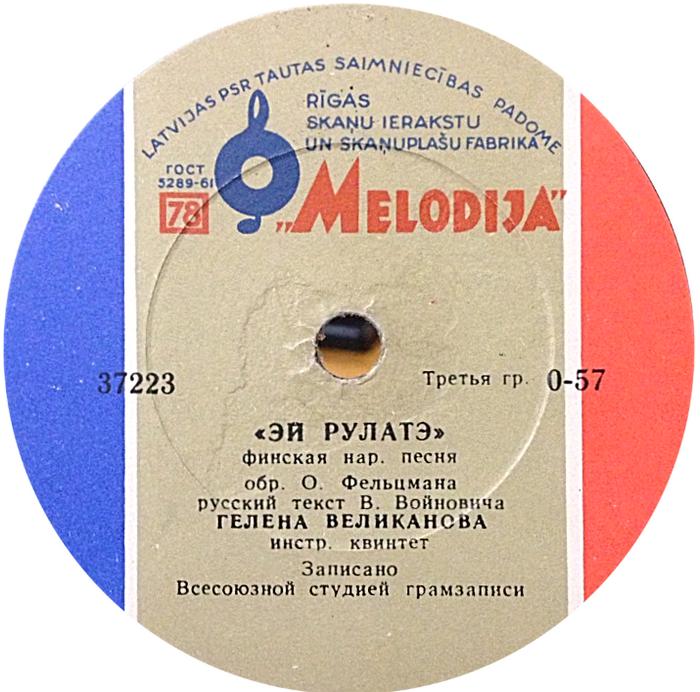 LATVIJAS PSR TAUTAS SAIMNIECĪBAS PADOME
RĪGAS
SKAŅU IERAKSTU
UN SKAŅUPLAŠU FABRIKA
ГОСТ
5289-61
78
„MELODIJA”
37223
Третья гр. 0-57
«ЭЙ РУЛАТЭ»
финская нар. песня
обр. О. Фельцмана
русский текст В. Войновича
ГЕЛЕНА ВЕЛИКАНОВА
инстр. квинтет
Записано
Всесоюзной студией грамзаписи